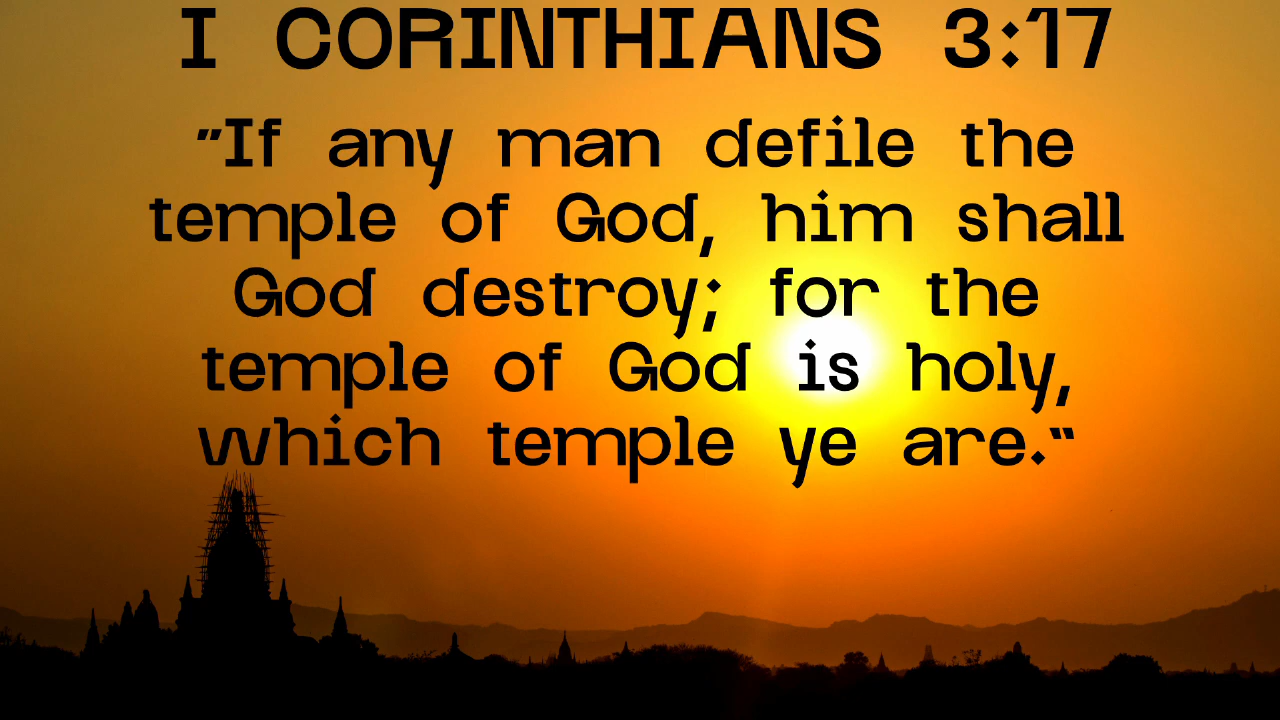 I CORINTHIANS 3:17
"If any man defile the
temple of God, him shall
God destroy; for the
temple of God is holy,
which temple ye are."